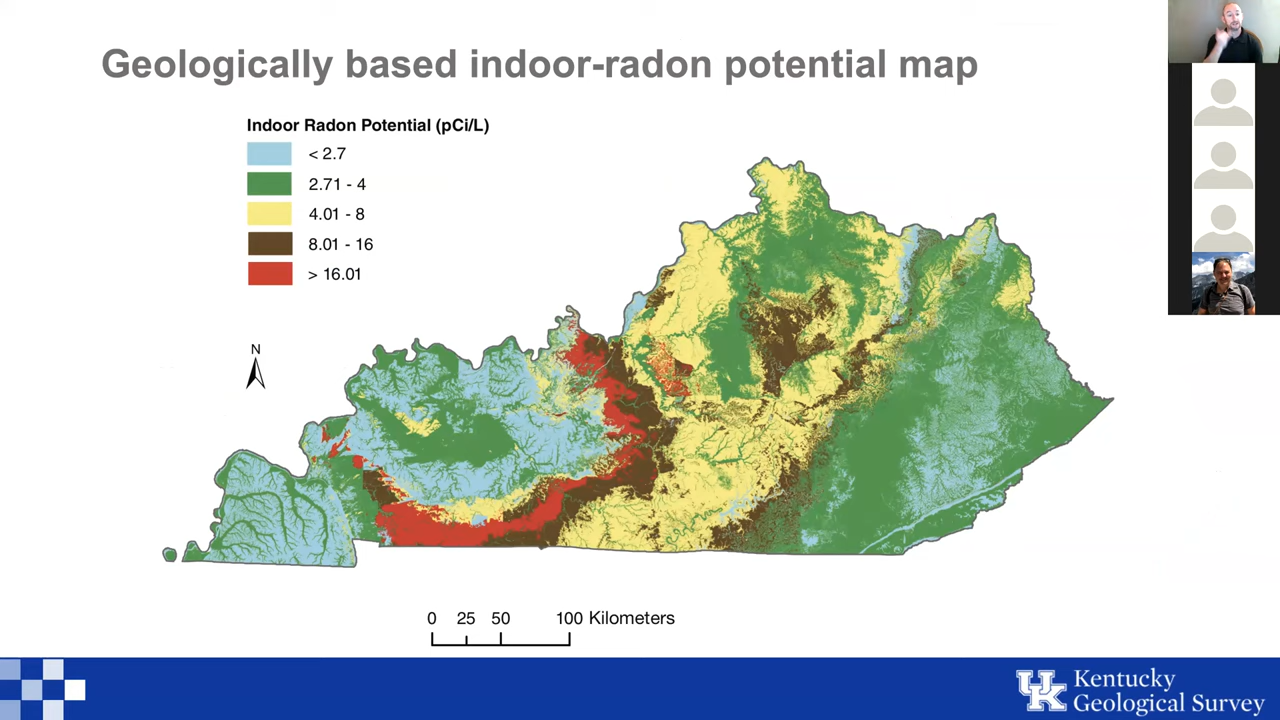 Geologically based indoor-radon potential map
Indoor Radon Potential (pCi/L)
< 2.7
2.71 - 4
4.01 - 8
8.01 - 16
> 16.01
N
0 25 50 100 Kilometers
UK
Kentucky
Geological Survey